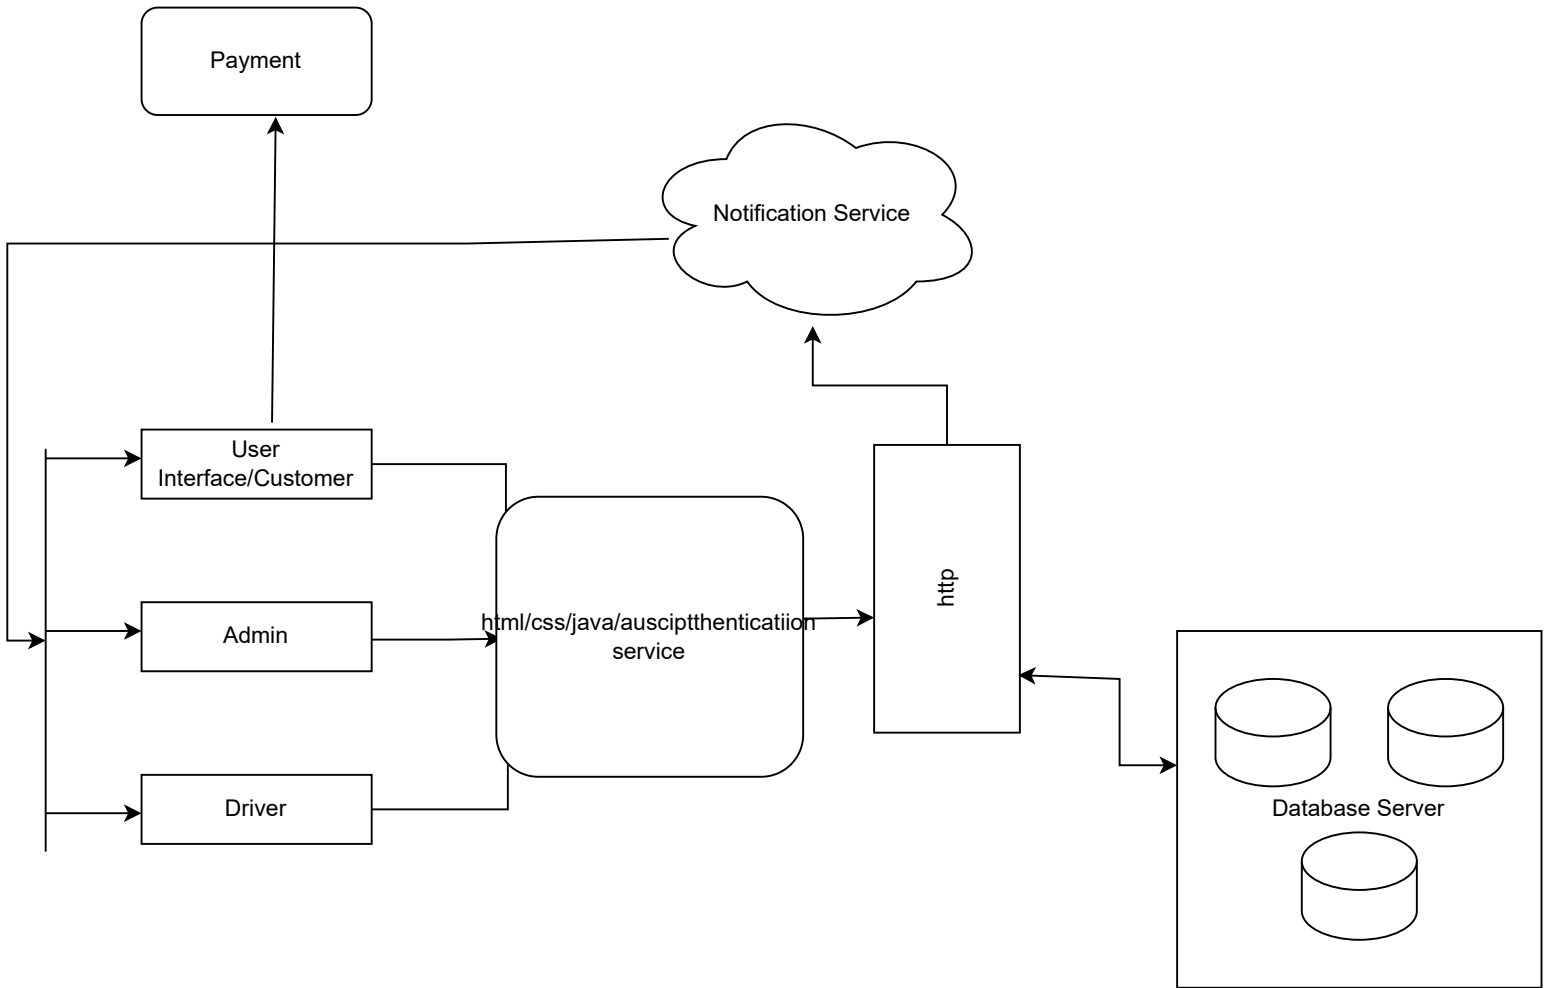 Payment
Notification Service
User
Interface/Customer
Admin
html/css/java/ausciptthenticatiion
service
http
Driver
Database Server